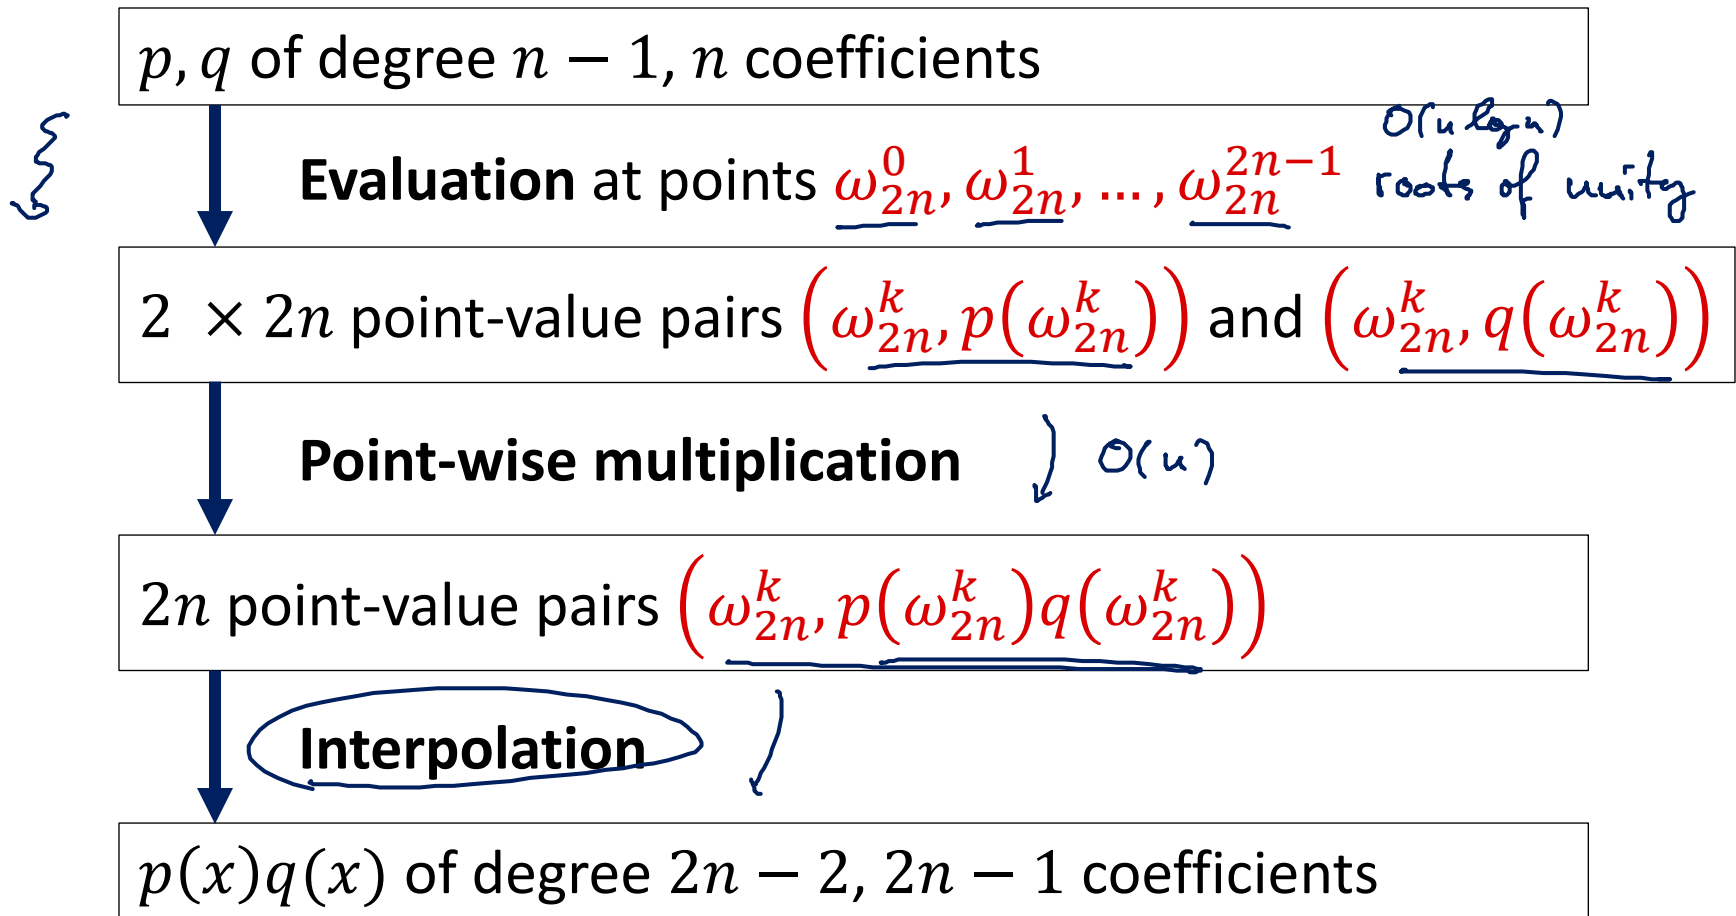 p, q of degree n − 1, n coefficients
O(n log n)
Evaluation at points ω_{2n}^0, ω_{2n}^1, … , ω_{2n}^{2n−1} roots of unity
2 × 2n point-value pairs (ω_{2n}^k, p(ω_{2n}^k)) and (ω_{2n}^k, q(ω_{2n}^k))
Point-wise multiplication O(n)
2n point-value pairs (ω_{2n}^k, p(ω_{2n}^k)q(ω_{2n}^k))
Interpolation
p(x)q(x) of degree 2n − 2, 2n − 1 coefficients